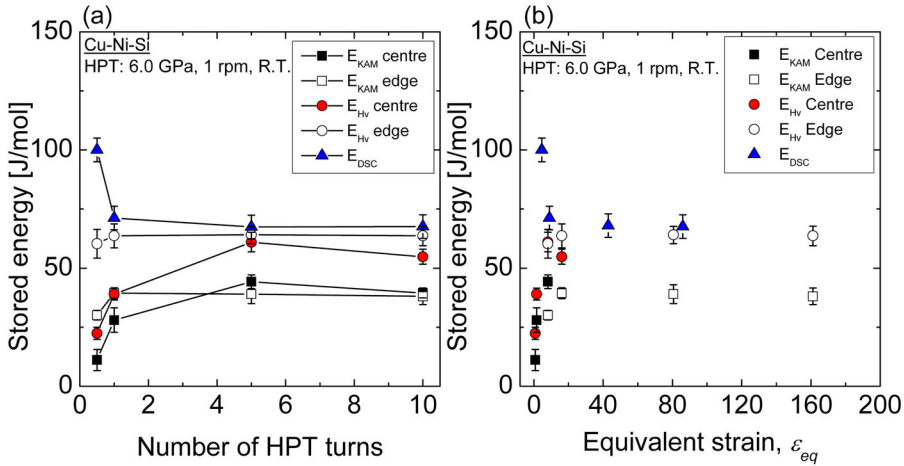 (a)
Cu-Ni-Si
HPT: 6.0 GPa, 1 rpm, R.T.
E_KAM centre
E_KAM edge
E_Hv centre
E_Hv edge
E_DSC
Stored energy [J/mol]
150
100
50
0
0 2 4 6 8 10
Number of HPT turns
(b)
Cu-Ni-Si
HPT: 6.0 GPa, 1 rpm, R.T.
E_KAM Centre
E_KAM Edge
E_Hv Centre
E_Hv Edge
E_DSC
Stored energy [J/mol]
150
100
50
0
0 40 80 120 160 200
Equivalent strain, ε_eq